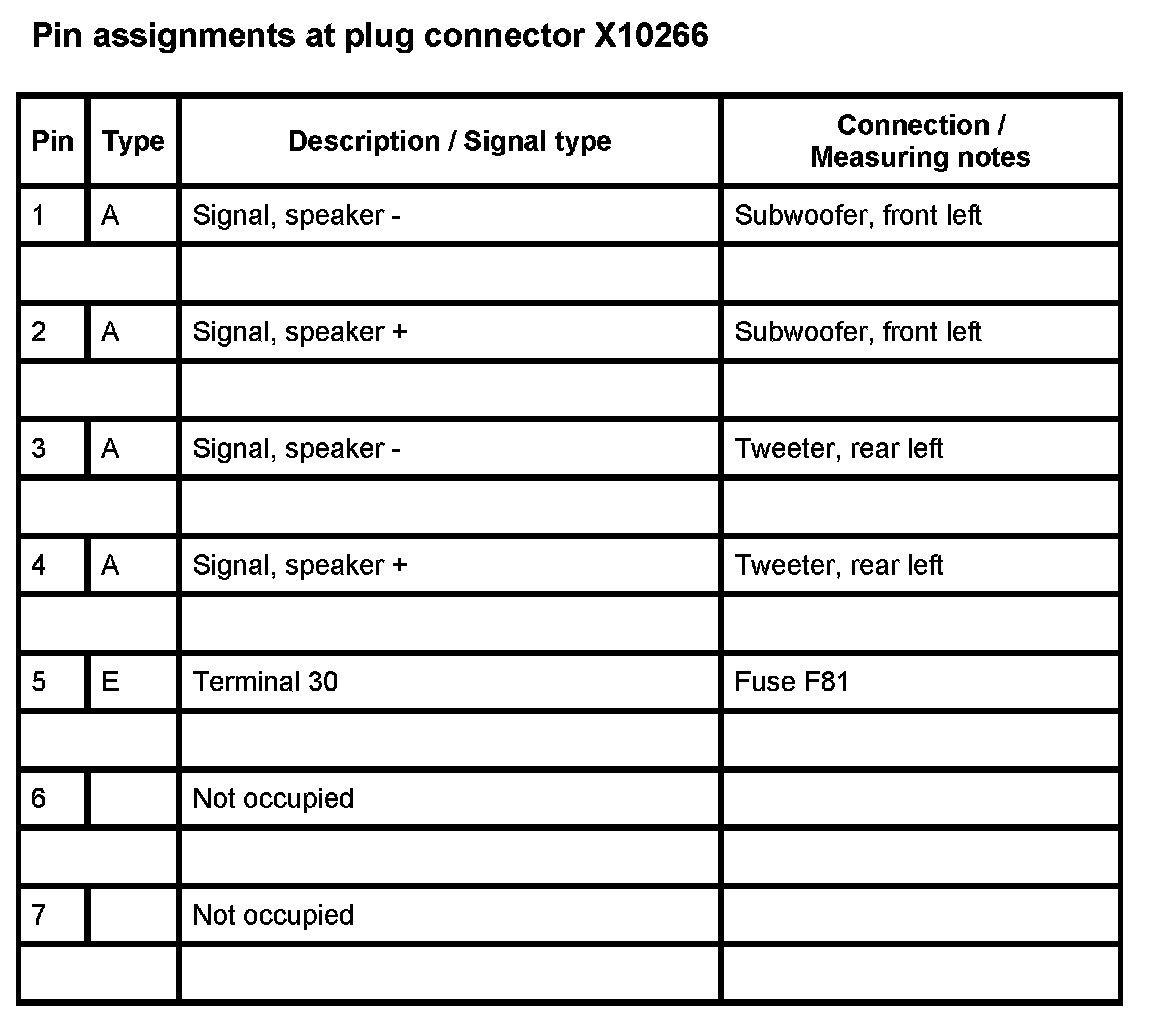 Pin assignments at plug connector X10266
Pin Type Description / Signal type Connection /
Measuring notes
1 A Signal, speaker - Subwoofer, front left
2 A Signal, speaker + Subwoofer, front left
3 A Signal, speaker - Tweeter, rear left
4 A Signal, speaker + Tweeter, rear left
5 E Terminal 30 Fuse F81
6 Not occupied
7 Not occupied